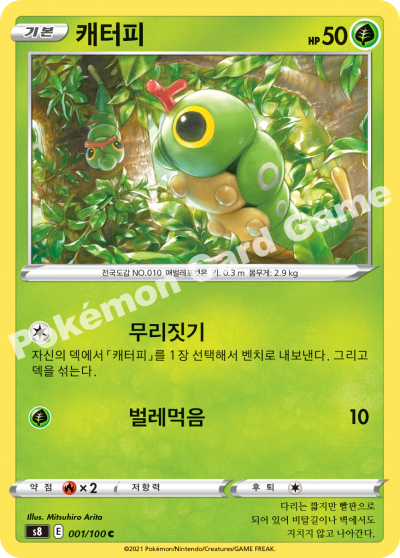 기본 캐터피 HP 50
전국도감 NO.010 애벌레포켓몬 키: 0.3 m 몸무게: 2.9 kg
Pokémon Card Game
무리짓기
자신의 덱에서 「캐터피」를 1장 선택해서 벤치로 내보낸다. 그리고
덱을 섞는다.
벌레먹음 10
약점 ×2 저항력 후퇴
Illus. Mitsuhiro Arita
s8 E 001/100 C
다리는 짧지만 빨판으로
되어 있어 비탈길이나 벽에서도
지치지 않고 나아간다.
©2021 Pokémon/Nintendo/Creatures/GAME FREAK.